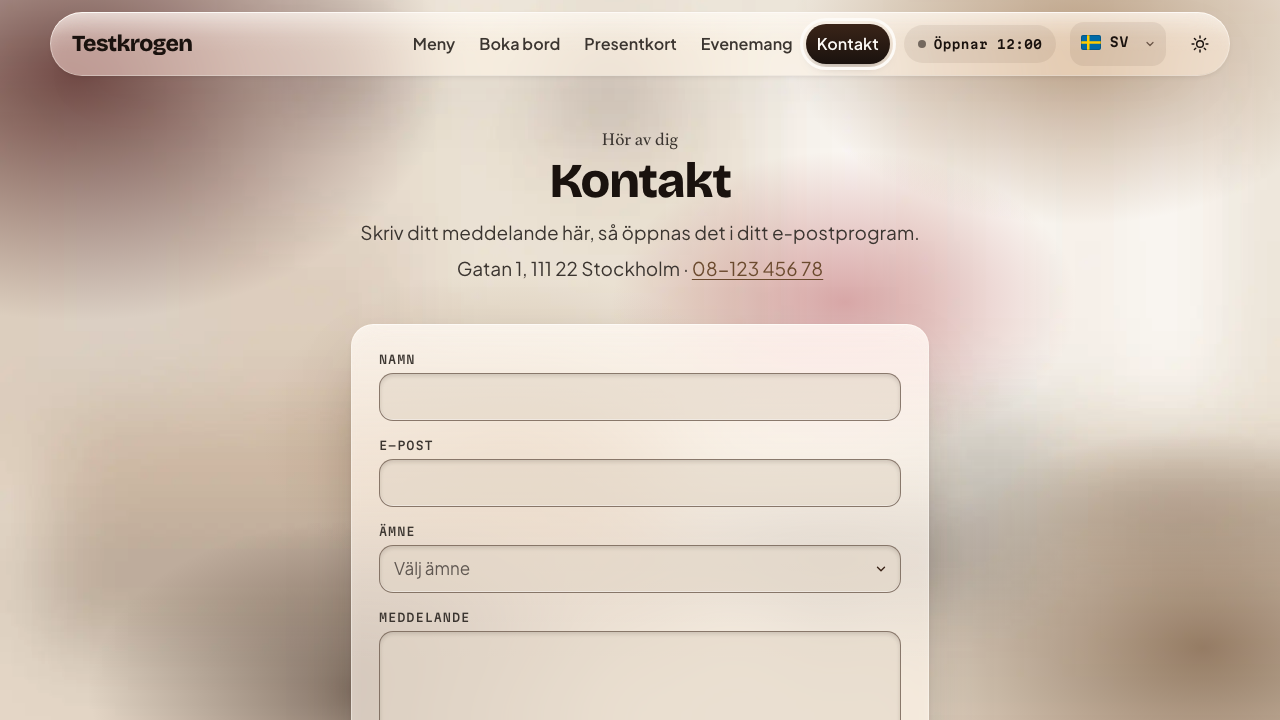 Testkrogen Meny Boka bord Presentkort Evenemang Kontakt Öppnar 12:00 SV
Hör av dig
Kontakt
Skriv ditt meddelande här, så öppnas det i ditt e-postprogram.
Gatan 1, 111 22 Stockholm · 08-123 456 78
NAMN
E-POST
ÄMNE
Välj ämne
MEDDELANDE